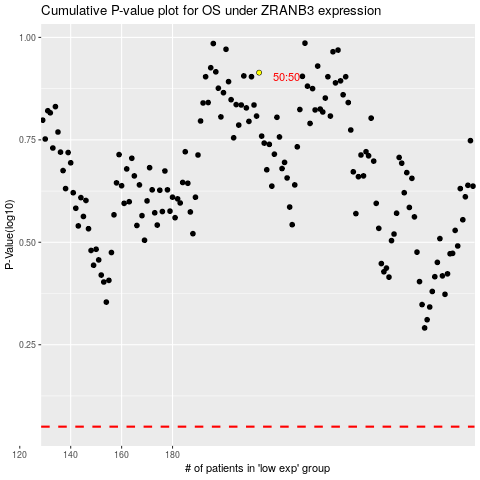 Cumulative P-value plot for OS under ZRANB3 expression
P-Value(log10)
1.00
0.75
0.50
0.25
50:50
120 140 160 180
# of patients in 'low exp' group